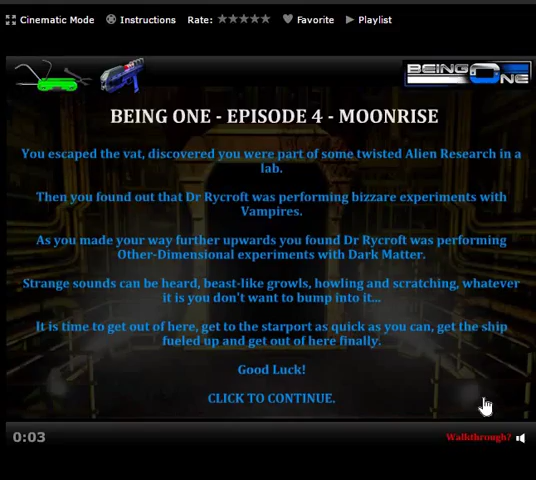 Cinematic Mode Instructions Rate: Favorite Playlist
BEING ONE
BEING ONE - EPISODE 4 - MOONRISE
You escaped the vat, discovered you were part of some twisted Alien Research in a
lab.
Then you found out that Dr Rycroft was performing bizzare experiments with
Vampires.
As you made your way further upwards you found Dr Rycroft was performing
Other-Dimensional experiments with Dark Matter.
Strange sounds can be heard, beast-like growls, howling and scratching, whatever
it is you don't want to bump into it...
It is time to get out of here, get to the starport as quick as you can, get the ship
fueled up and get out of here finally.
Good Luck!
CLICK TO CONTINUE.
0:03 Walkthrough?